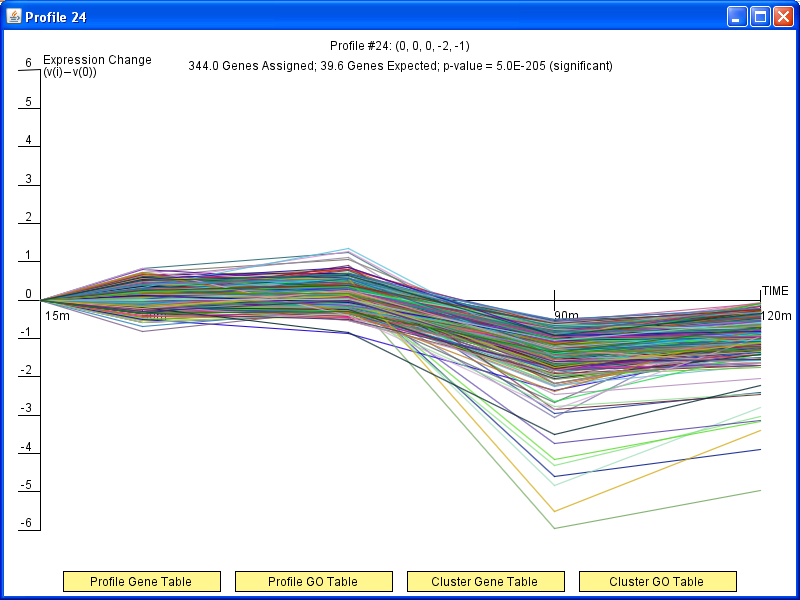 Profile 24
Profile #24: (0, 0, 0, -2, -1)
344.0 Genes Assigned; 39.6 Genes Expected; p-value = 5.0E-205 (significant)
Expression Change
(v(i)−v(0))
6
5
4
3
2
1
0
-1
-2
-3
-4
-5
-6
15m
90m
TIME
120m
Profile Gene Table
Profile GO Table
Cluster Gene Table
Cluster GO Table